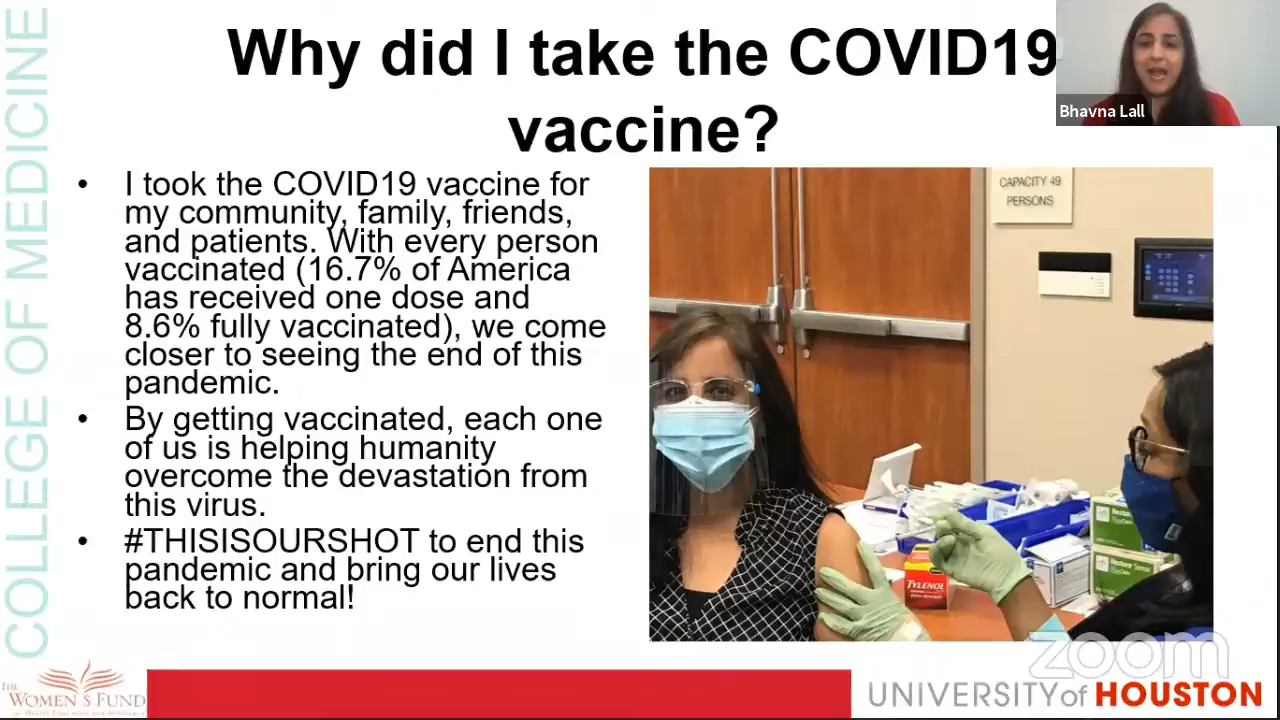 COLLEGE OF MEDICINE
Why did I take the COVID19
vaccine?
Bhavna Lall
• I took the COVID19 vaccine for
my community, family, friends,
and patients. With every person
vaccinated (16.7% of America
has received one dose and
8.6% fully vaccinated), we come
closer to seeing the end of this
pandemic.
• By getting vaccinated, each one
of us is helping humanity
overcome the devastation from
this virus.
• #THISISOURSHOT to end this
pandemic and bring our lives
back to normal!
CAPACITY 49
PERSONS
TYLENOL
zoom
THE
WOMEN'S FUND
UNIVERSITY of HOUSTON